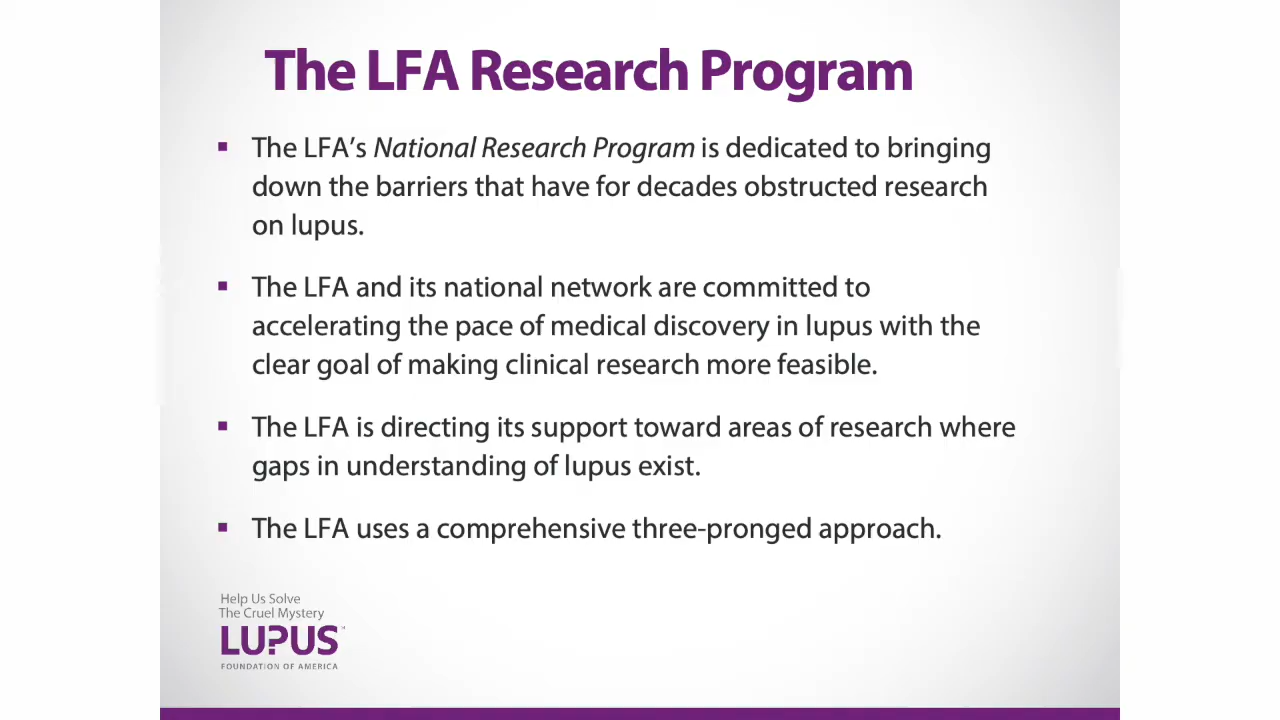 The LFA Research Program
▪ The LFA’s National Research Program is dedicated to bringing
down the barriers that have for decades obstructed research
on lupus.
▪ The LFA and its national network are committed to
accelerating the pace of medical discovery in lupus with the
clear goal of making clinical research more feasible.
▪ The LFA is directing its support toward areas of research where
gaps in understanding of lupus exist.
▪ The LFA uses a comprehensive three-pronged approach.
Help Us Solve
The Cruel Mystery
LUPUS™
FOUNDATION OF AMERICA